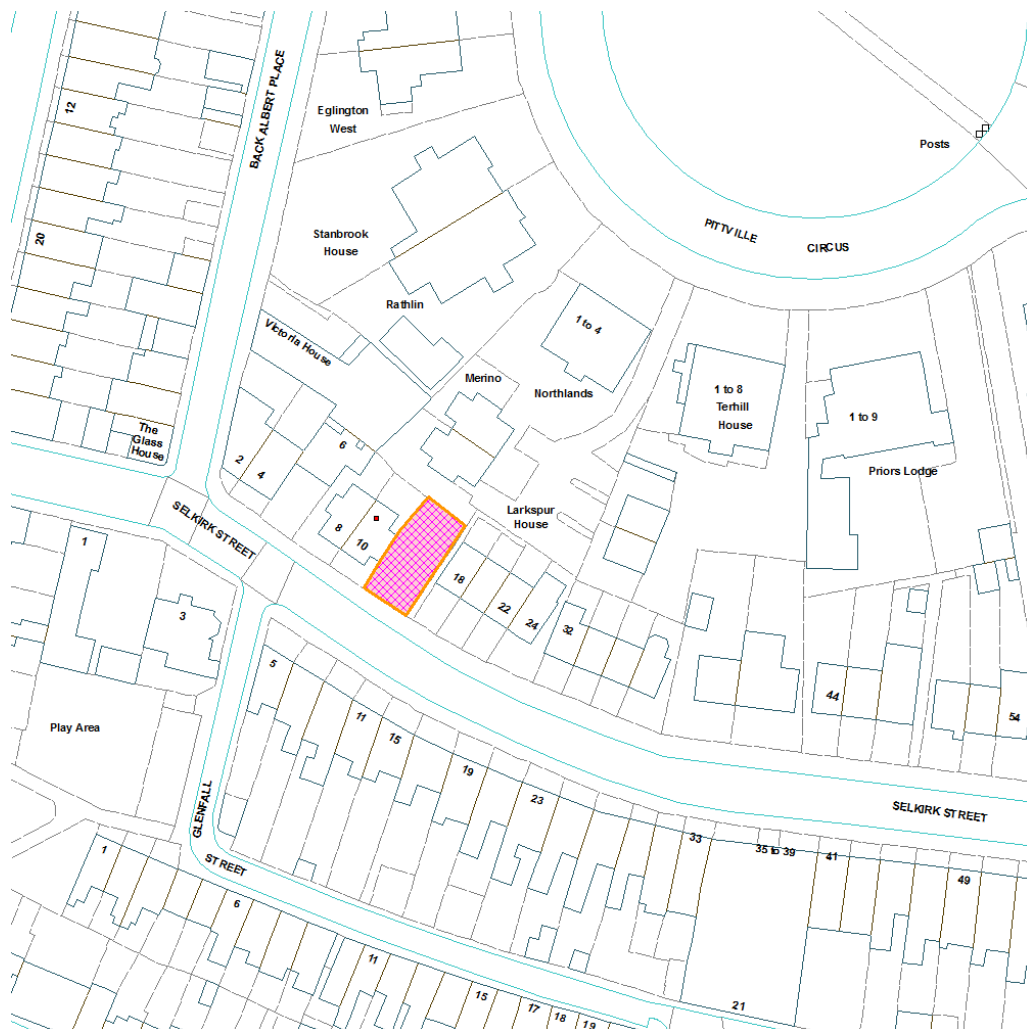 BACK ALBERT PLACE
12
Eglington
West
Posts
20
Stanbrook
House
PITTVILLE
CIRCUS
Rathlin
Victoria House
1 to 4
Merino
Northlands
1 to 8
Terhill
House
1 to 9
The
Glass
House
2
4
6
Priors Lodge
SELKIRK STREET
8
10
Larkspur
House
1
18
22
24
32
3
5
11
15
44
54
Play Area
19
23
GLENFALL
STREET
33
35 to 39
41
49
SELKIRK STREET
1
6
11
15
17
18
19
21